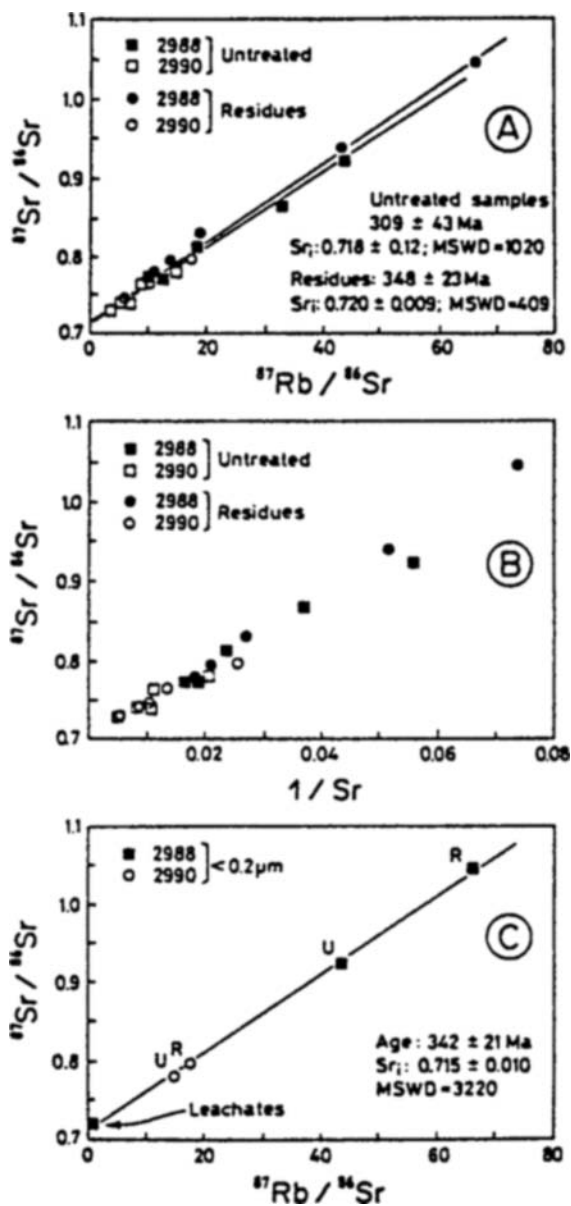 1.1
1.0
0.9
0.8
0.7
⁸⁷Sr / ⁸⁶Sr
2988
2990
Untreated
2988
2990
Residues
A
Untreated samples
309 ± 43 Ma
Srᵢ: 0.718 ± 0.12; MSWD=1020
Residues: 348 ± 23 Ma
Srᵢ: 0.720 ± 0.009; MSWD=409
0 20 40 60 80
⁸⁷Rb / ⁸⁶Sr
1.1
1.0
0.9
0.8
0.7
⁸⁷Sr / ⁸⁶Sr
2988
2990
Untreated
2988
2990
Residues
B
0.02 0.04 0.06 0.08
1 / Sr
1.1
1.0
0.9
0.8
0.7
⁸⁷Sr / ⁸⁶Sr
2988
2990
<0.2µm
R
C
U
U R
Age: 342 ± 21 Ma
Srᵢ: 0.715 ± 0.010
MSWD=3220
Leachates
0 20 40 60 80
⁸⁷Rb / ⁸⁶Sr